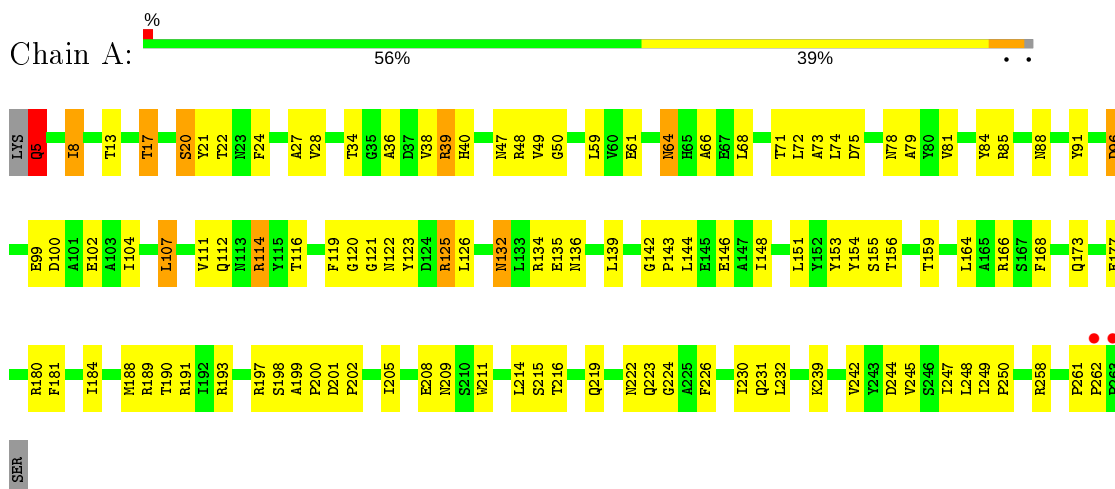 %
Chain A:
56% 39% • •
LYS Q5 I8 T13 T17 S20 Y21 T22 N23 F24 A27 V28 T34 G35 A36 D37 V38 R39 H40 N47 R48 V49 G50 L59 V60 E61 N64 H65 A66 E67 L68 T71 L72 A73 L74 D75 N78 A79 Y80 V81 Y84 R85 N88 Y91
E99 D100 A101 E102 A103 I104 L107 V111 Q112 N113 R114 Y115 T116 F119 G120 G121 N122 Y123 D124 R125 L126 N132 L133 R134 E135 N136 L139 G142 P143 L144 E145 E146 A147 I148 L151 Y152 Y153 Y154 S155 T156 T159 L164 A165 R166 S167 F168 Q173
R180 F181 I184 M188 R189 T190 R191 I192 R193 R197 S198 A199 P200 D201 P202 I205 E208 N209 S210 W211 L214 S215 T216 Q219 N222 Q223 G224 A225 F226 I230 Q231 L232 K239 V242 Y243 D244 V245 S246 I247 L248 I249 P250 R258 P261 P262
SER